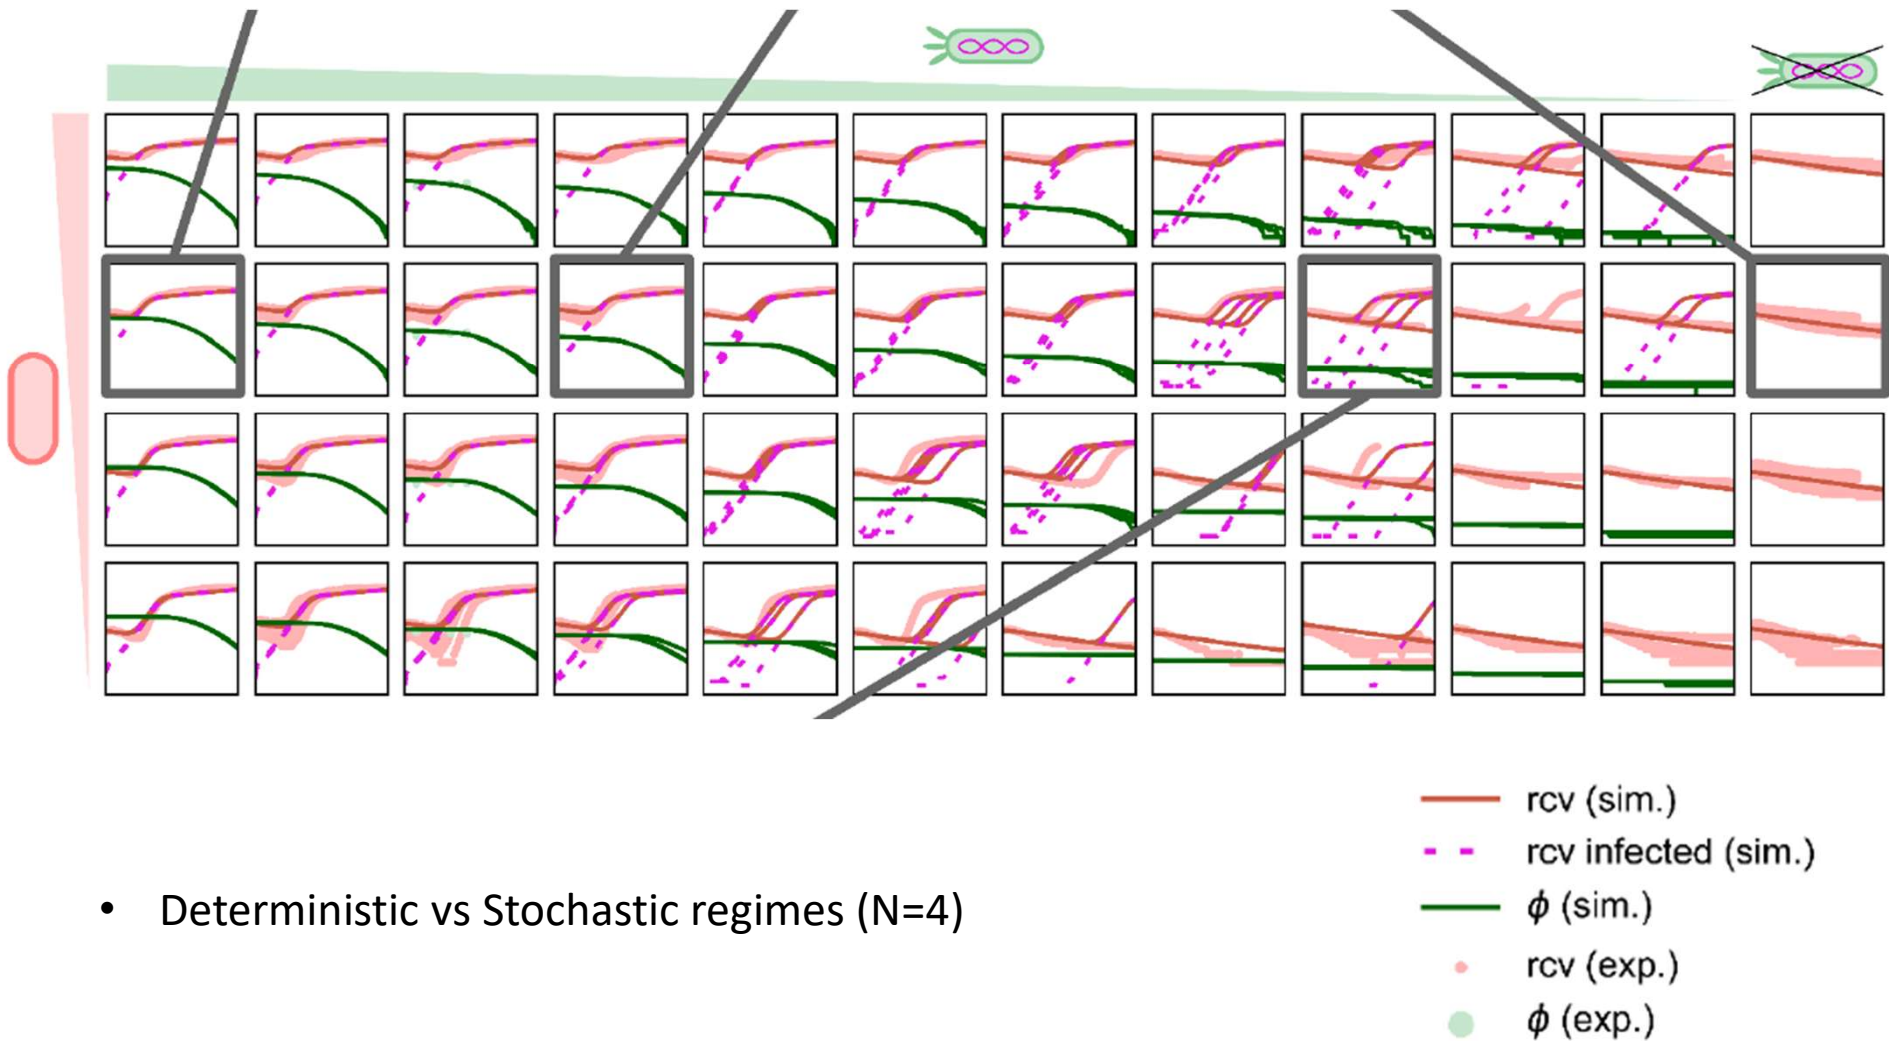 rcv (sim.)
rcv infected (sim.)
ϕ (sim.)
rcv (exp.)
ϕ (exp.)
• Deterministic vs Stochastic regimes (N=4)